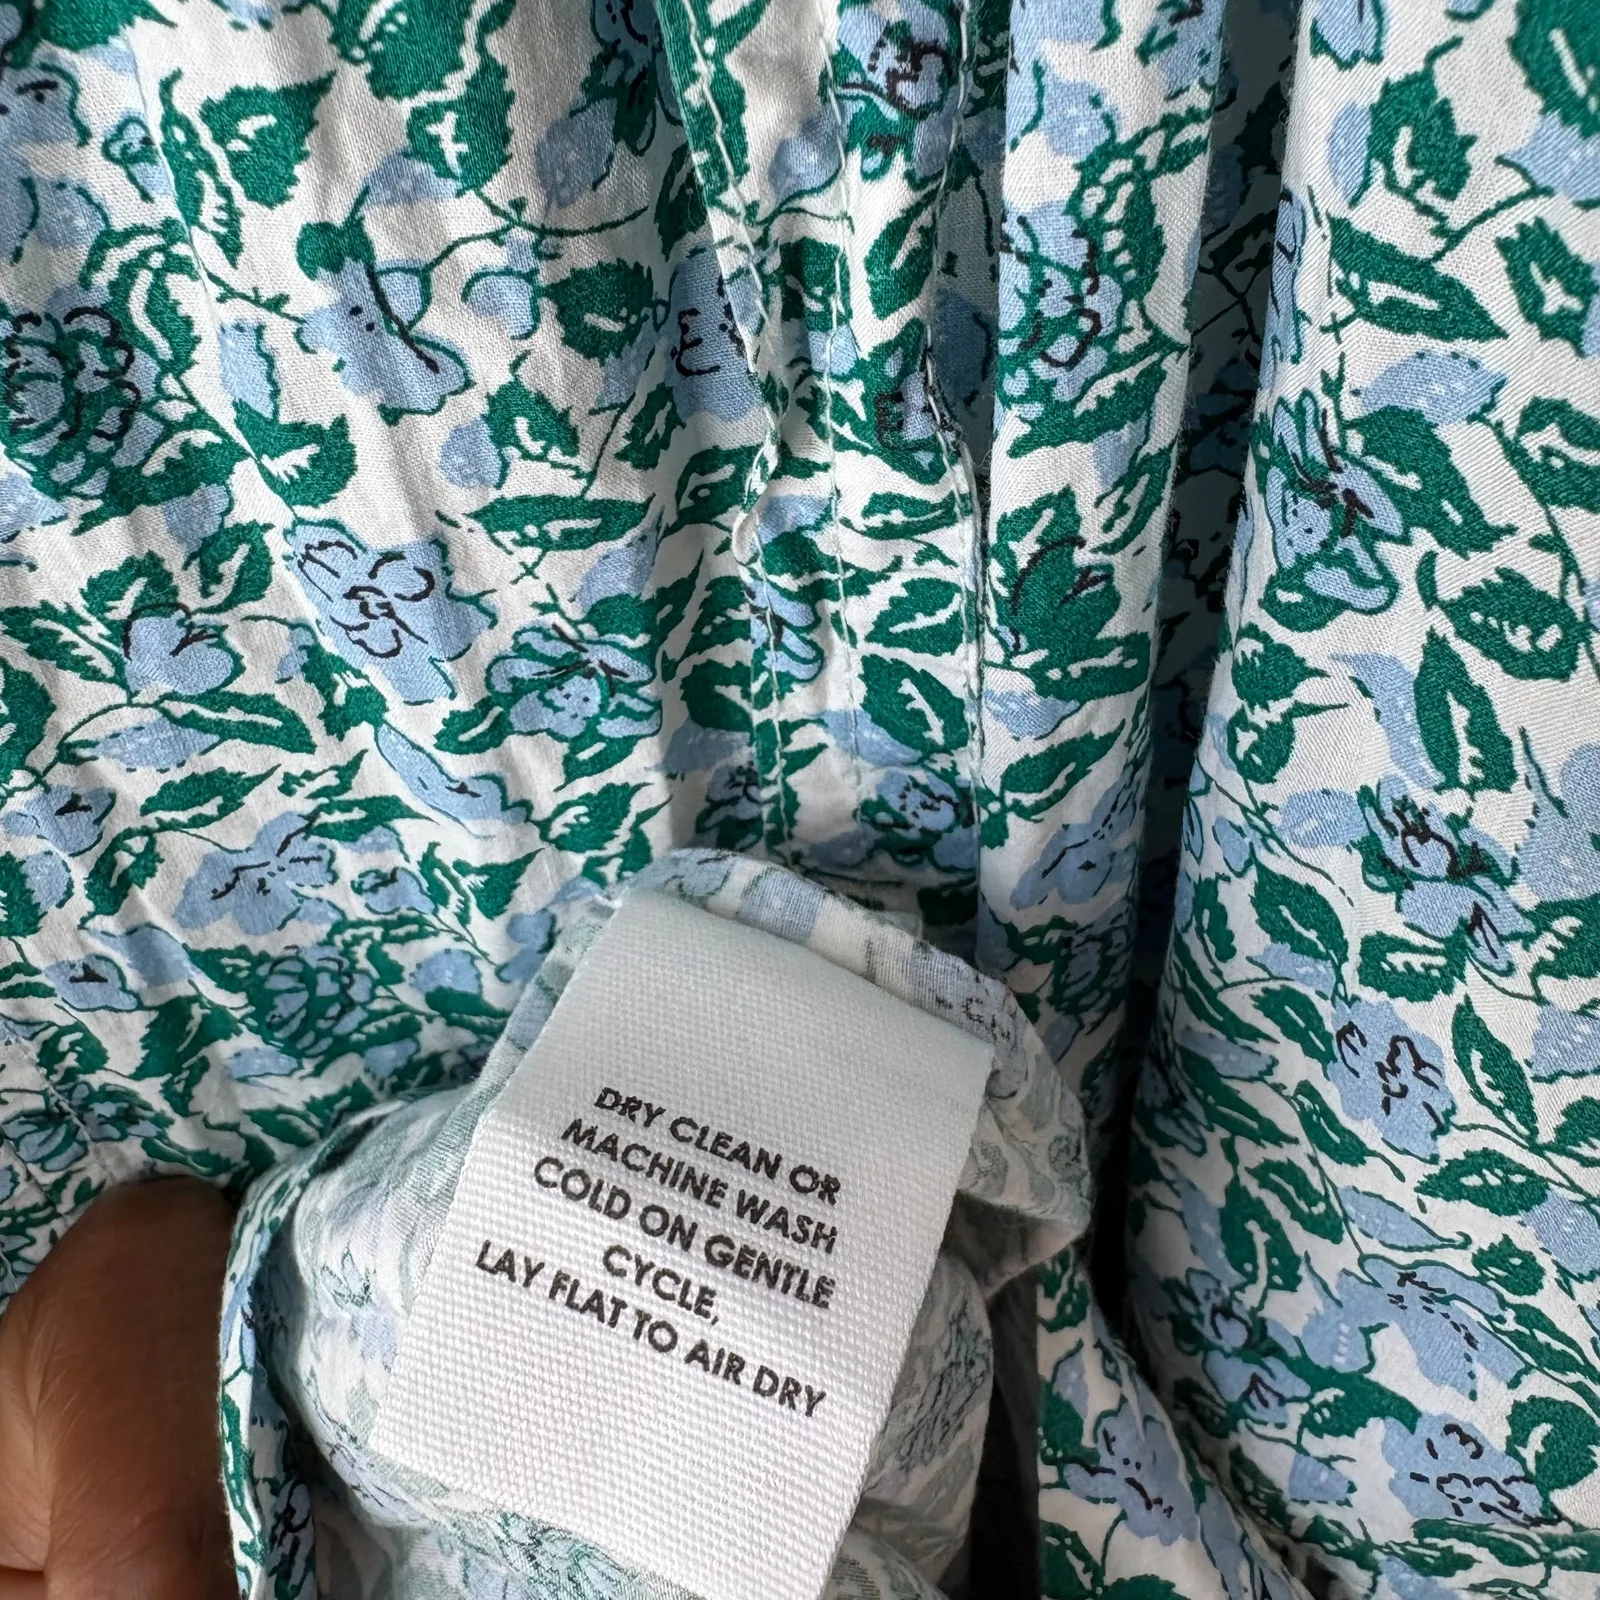 DRY CLEAN OR
MACHINE WASH
COLD ON GENTLE
CYCLE,
LAY FLAT TO AIR DRY